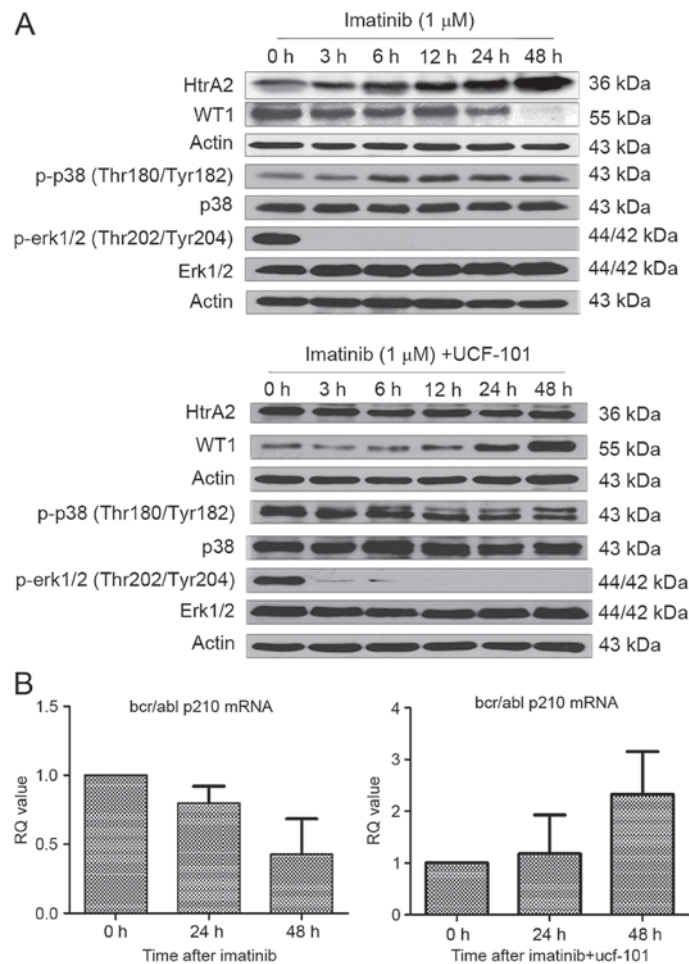 A
Imatinib (1 μM)
0 h 3 h 6 h 12 h 24 h 48 h
HtrA2 36 kDa
WT1 55 kDa
Actin 43 kDa
p-p38 (Thr180/Tyr182) 43 kDa
p38 43 kDa
p-erk1/2 (Thr202/Tyr204) 44/42 kDa
Erk1/2 44/42 kDa
Actin 43 kDa
Imatinib (1 μM) +UCF-101
0 h 3 h 6 h 12 h 24 h 48 h
HtrA2 36 kDa
WT1 55 kDa
Actin 43 kDa
p-p38 (Thr180/Tyr182) 43 kDa
p38 43 kDa
p-erk1/2 (Thr202/Tyr204) 44/42 kDa
Erk1/2 44/42 kDa
Actin 43 kDa
B
bcr/abl p210 mRNA
RQ value
1.5
1.0
0.5
0.0
0 h 24 h 48 h
Time after imatinib
bcr/abl p210 mRNA
RQ value
4
3
2
1
0
0 h 24 h 48 h
Time after imatinib+ucf-101